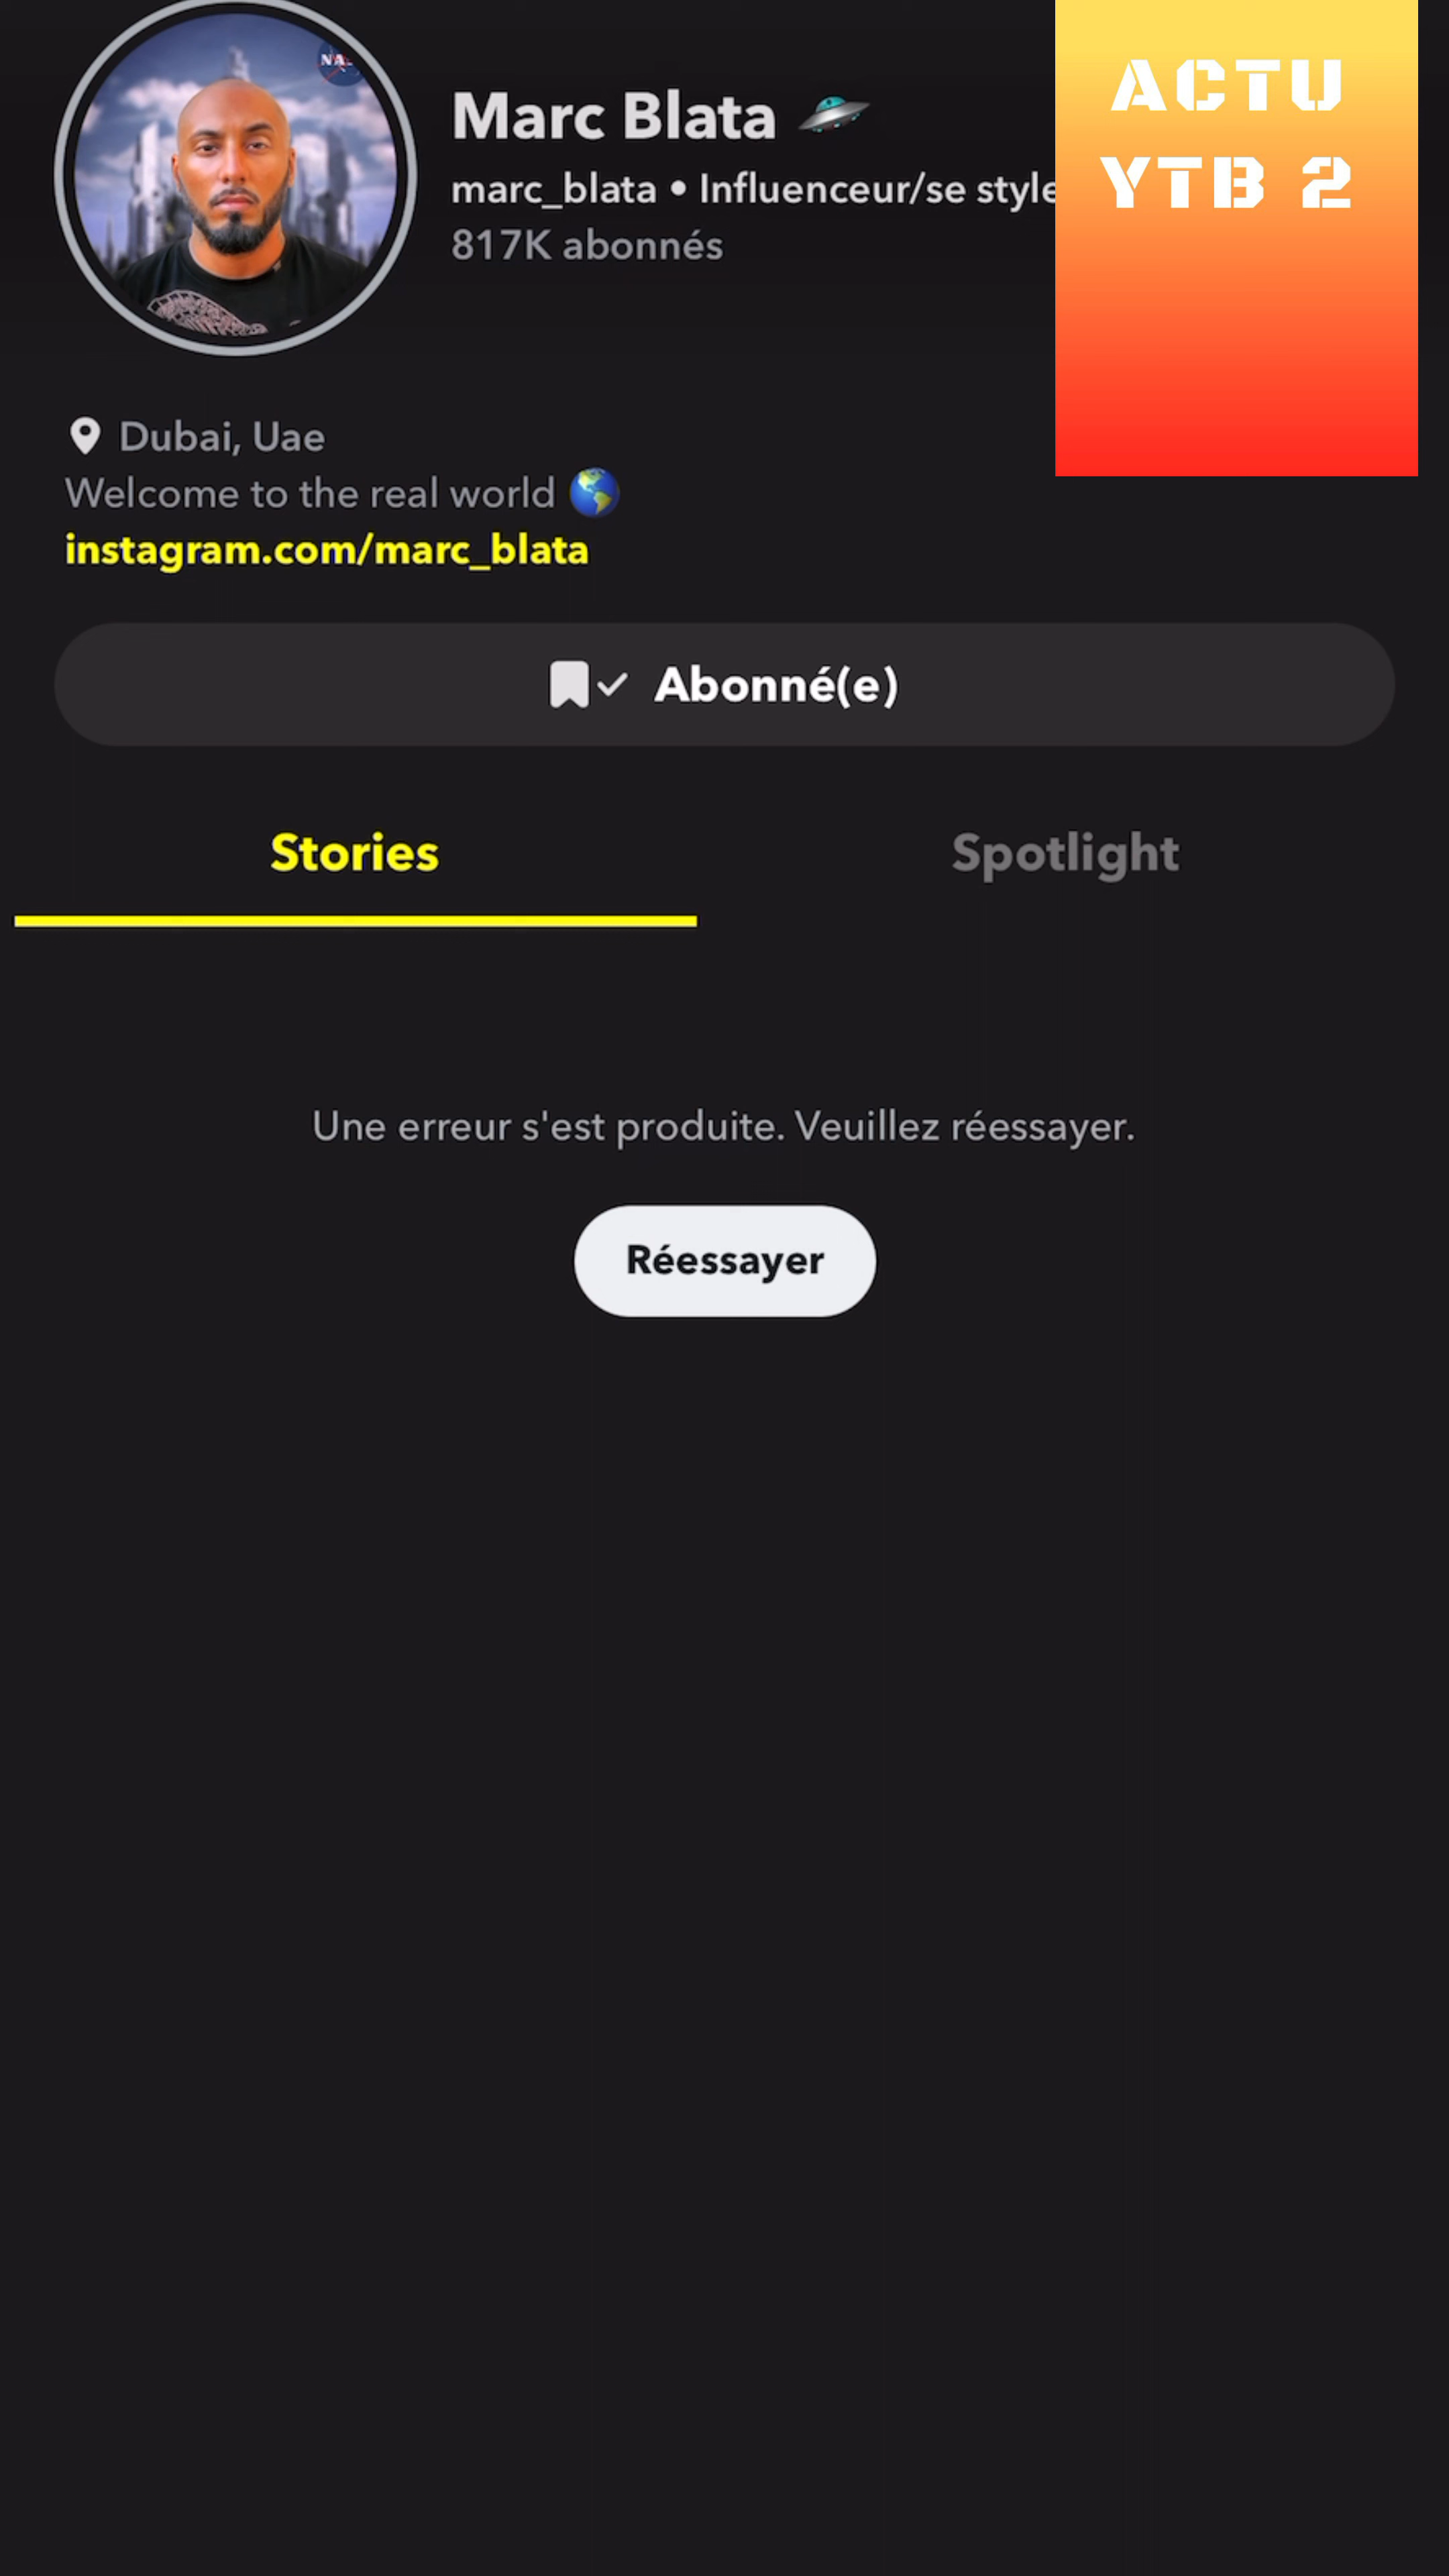 Marc Blata 🛸
marc_blata • Influenceur/se style
817K abonnés
ACTU
YTB 2
Dubai, Uae
Welcome to the real world 🌎
instagram.com/marc_blata
Abonné(e)
Stories
Spotlight
Une erreur s'est produite. Veuillez réessayer.
Réessayer